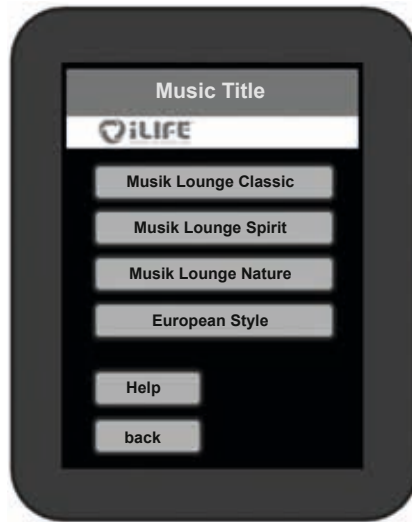 Music Title
iLIFE
Musik Lounge Classic
Musik Lounge Spirit
Musik Lounge Nature
European Style
Help
back